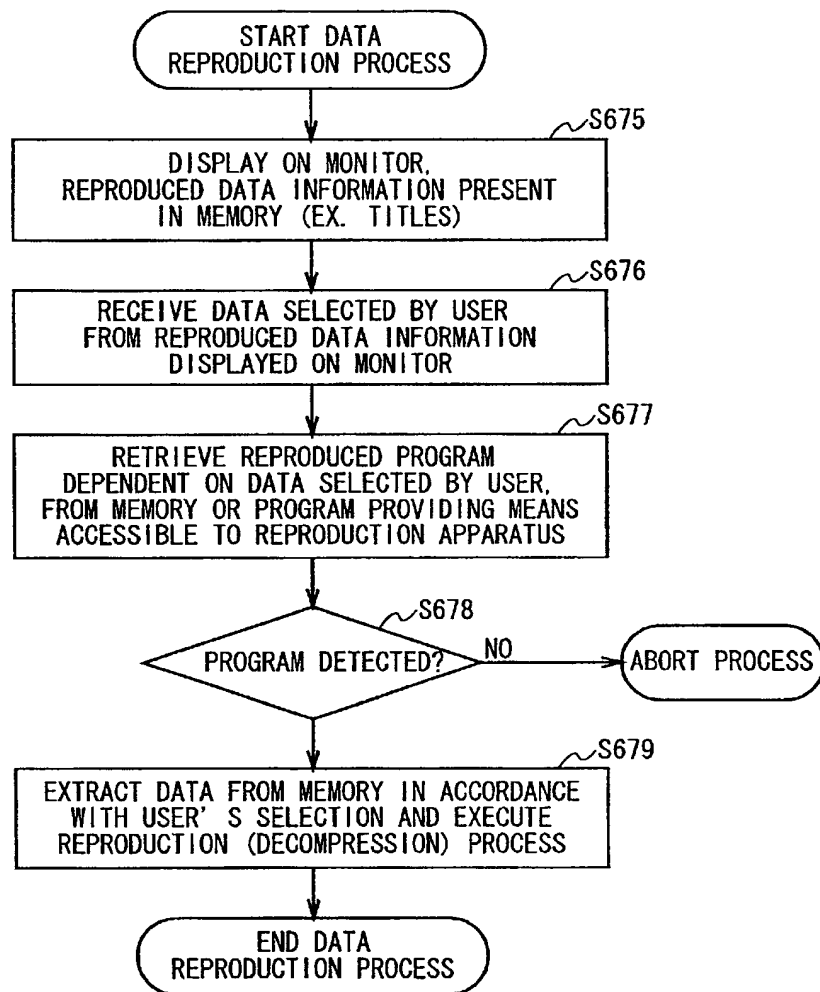 START DATA
REPRODUCTION PROCESS
S675
DISPLAY ON MONITOR,
REPRODUCED DATA INFORMATION PRESENT
IN MEMORY (EX. TITLES)
S676
RECEIVE DATA SELECTED BY USER
FROM REPRODUCED DATA INFORMATION
DISPLAYED ON MONITOR
S677
RETRIEVE REPRODUCED PROGRAM
DEPENDENT ON DATA SELECTED BY USER,
FROM MEMORY OR PROGRAM PROVIDING MEANS
ACCESSIBLE TO REPRODUCTION APPARATUS
S678
PROGRAM DETECTED?
NO
ABORT PROCESS
S679
EXTRACT DATA FROM MEMORY IN ACCORDANCE
WITH USER' S SELECTION AND EXECUTE
REPRODUCTION (DECOMPRESSION) PROCESS
END DATA
REPRODUCTION PROCESS